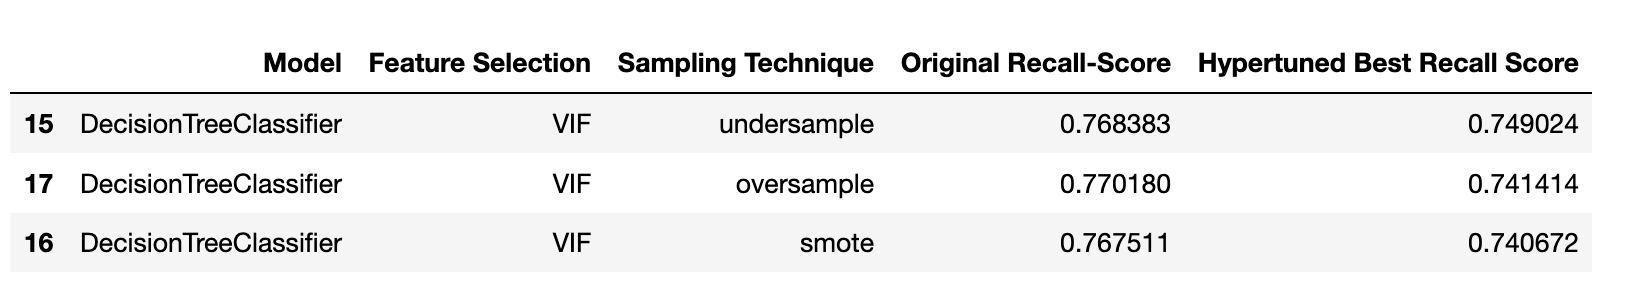 Model Feature Selection Sampling Technique Original Recall-Score Hypertuned Best Recall Score
15 DecisionTreeClassifier VIF undersample 0.768383 0.749024
17 DecisionTreeClassifier VIF oversample 0.770180 0.741414
16 DecisionTreeClassifier VIF smote 0.767511 0.740672